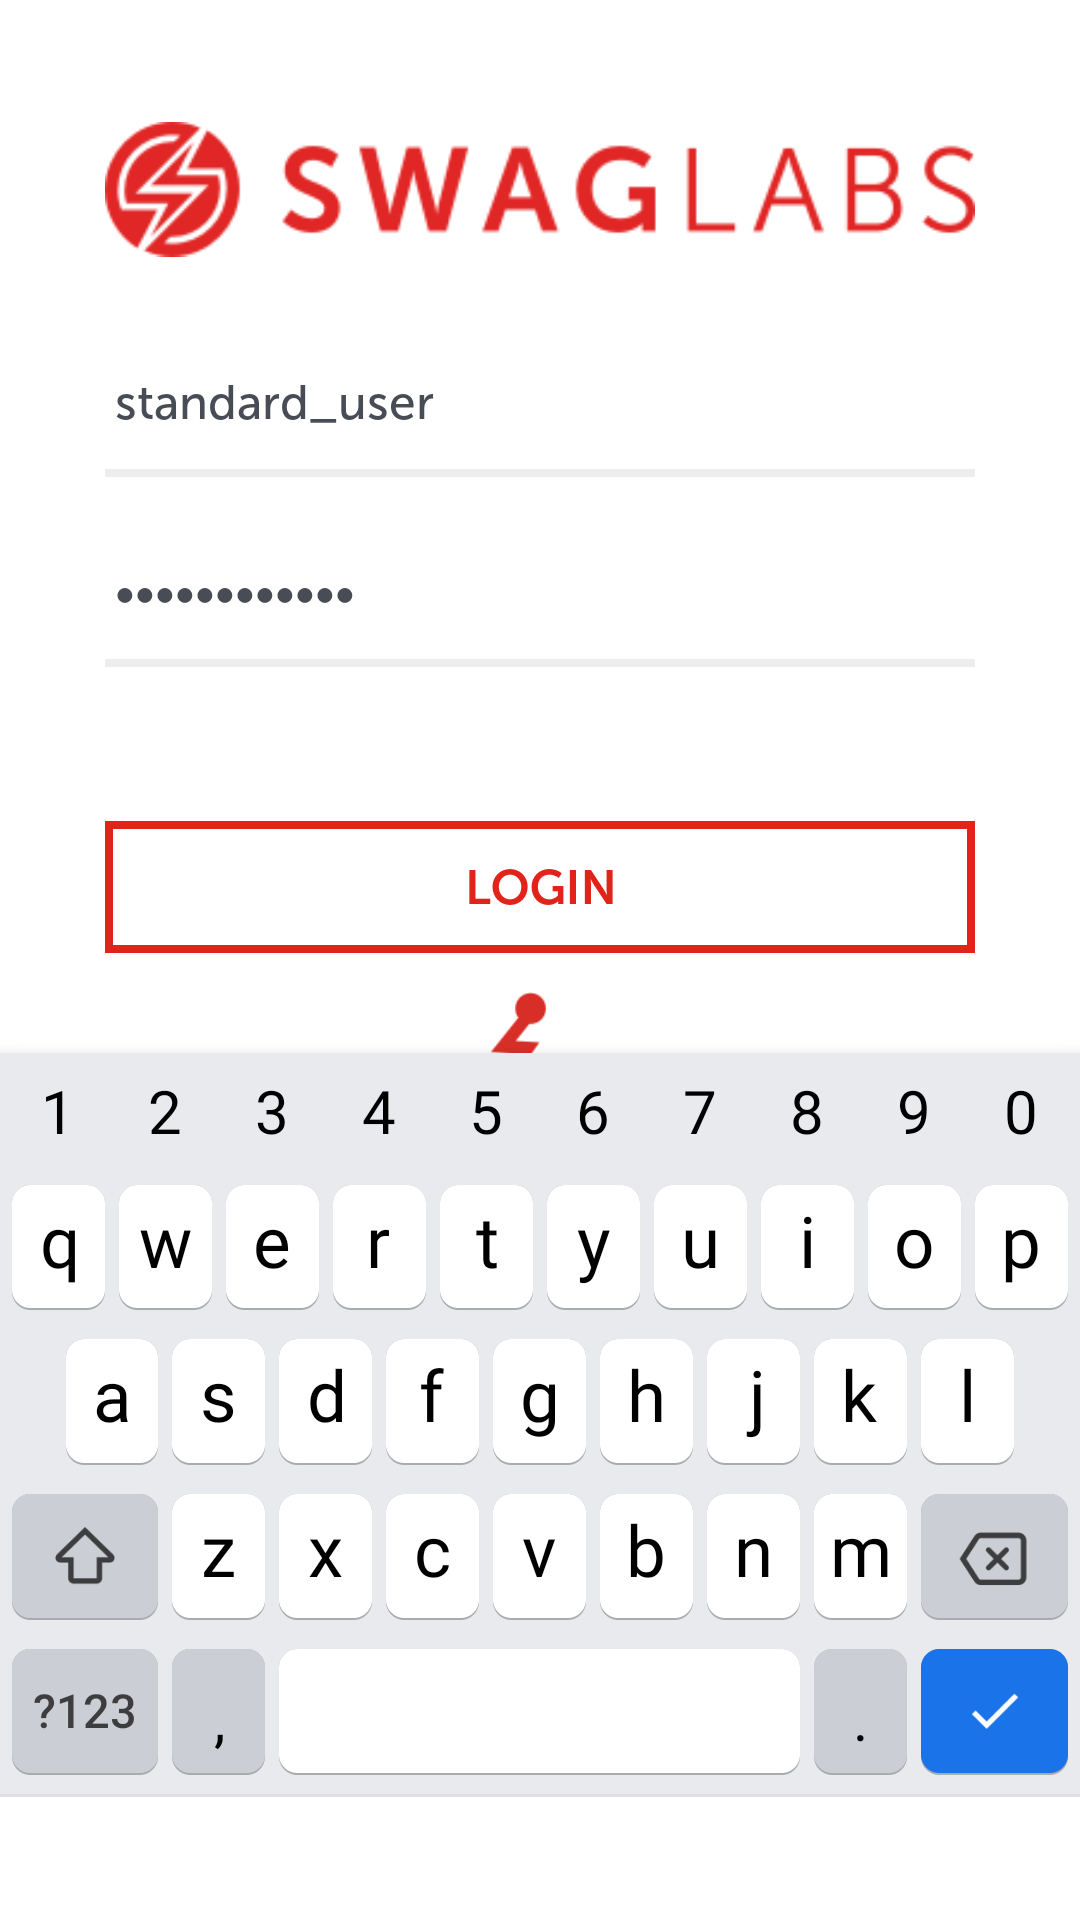 SWAGLABS
standard_user
••••••••••••
LOGIN
1 2 3 4 5 6 7 8 9 0
q w e r t y u i o p
a s d f g h j k l
z x c v b n m
?123 , .